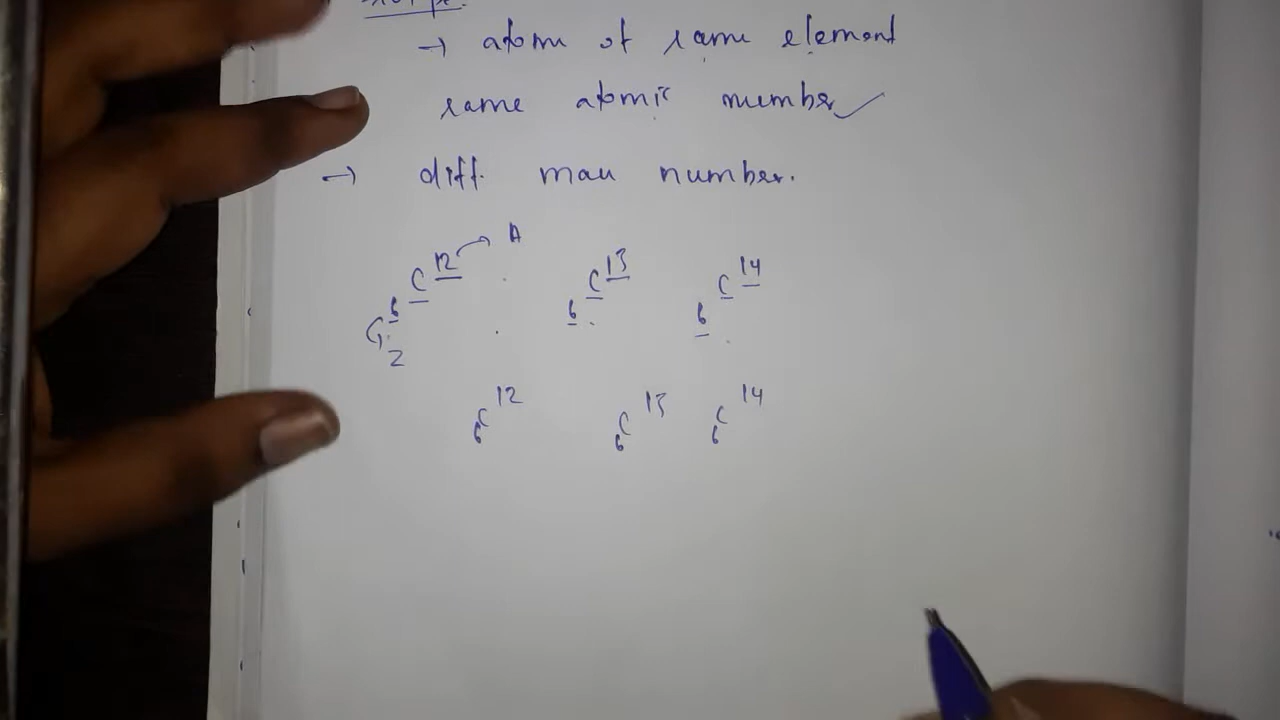 → atom of same element
same atomic number ✓
→ diff. mass number.
6 C 12 → A 6 C 13 6 C 14
Z
6 C 12 6 C 13 6 C 14